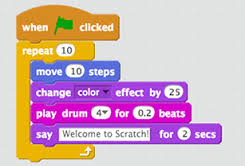 when clicked
repeat 10
move 10 steps
change color effect by 25
play drum 4 for 0.2 beats
say Welcome to Scratch! for 2 secs